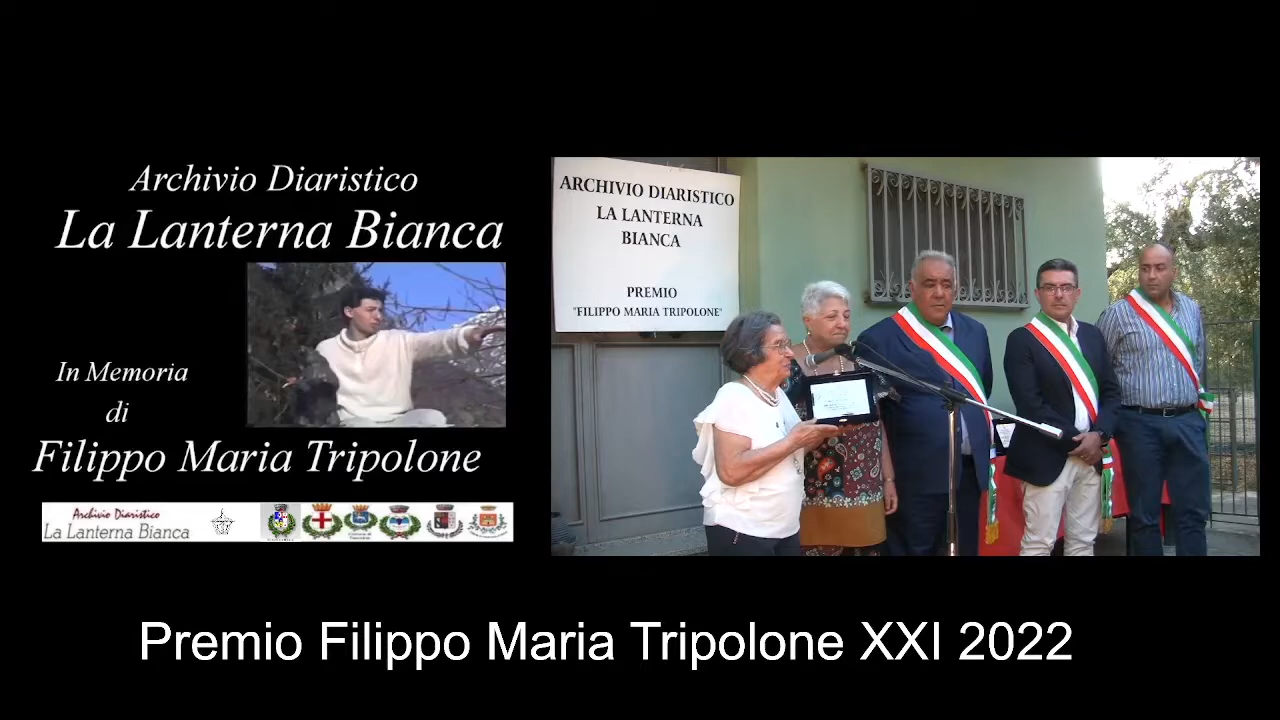 Archivio Diaristico
La Lanterna Bianca
In Memoria
di
Filippo Maria Tripolone
Archivio Diaristico
La Lanterna Bianca
ARCHIVIO DIARISTICO
LA LANTERNA
BIANCA
PREMIO
"FILIPPO MARIA TRIPOLONE"
Premio Filippo Maria Tripolone XXI 2022